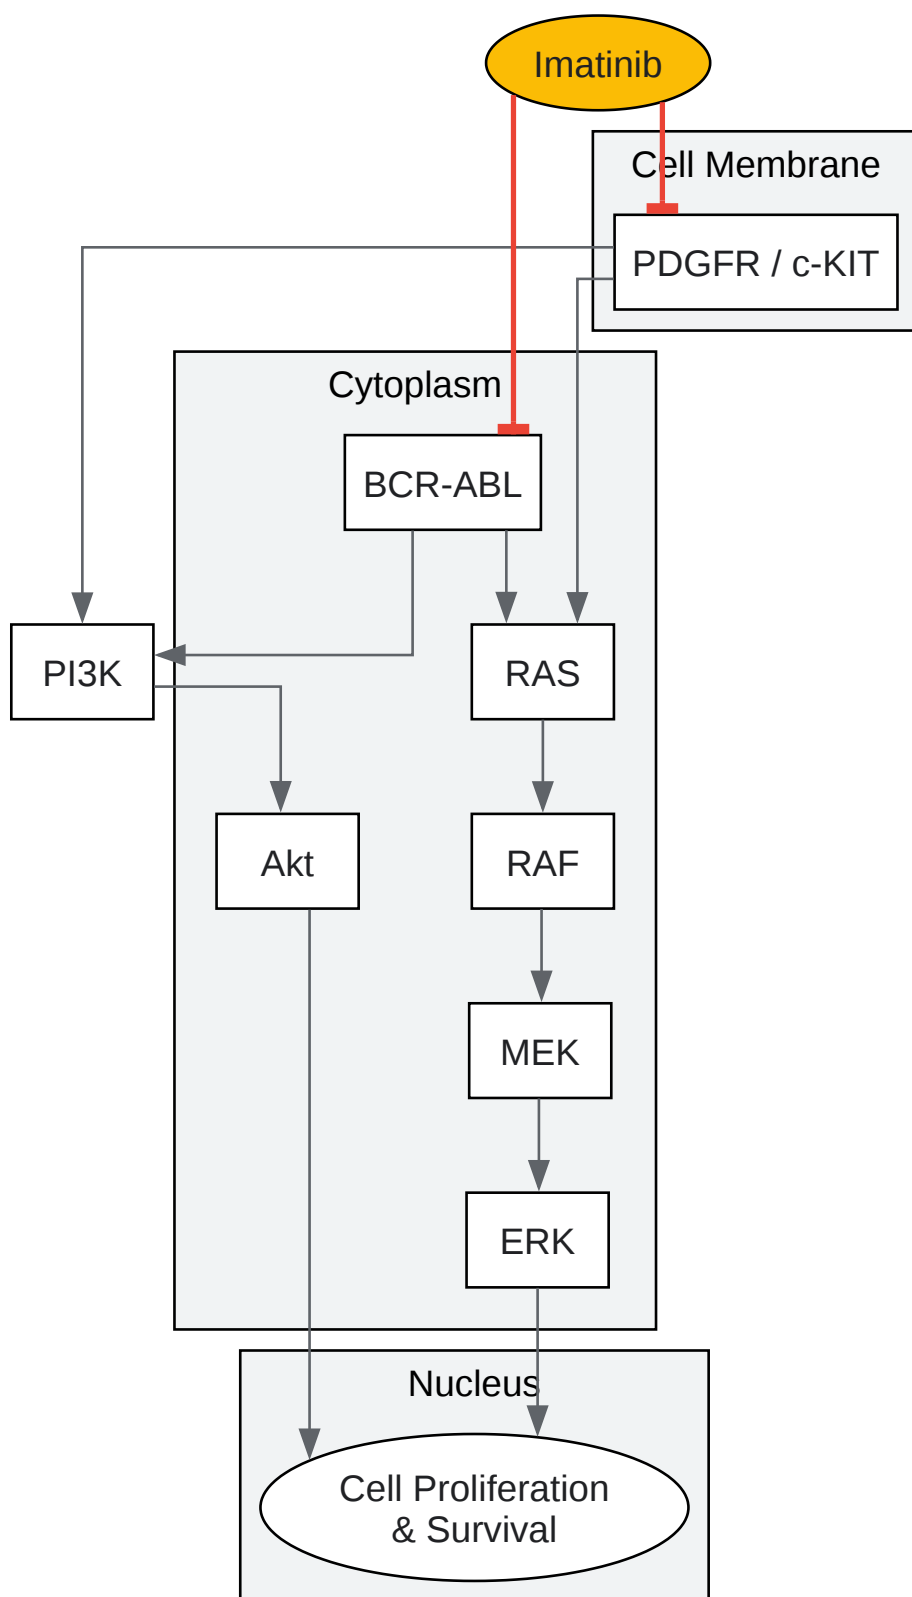 Imatinib
Cell Membrane
PDGFR / c-KIT
Cytoplasm
BCR-ABL
PI3K
RAS
Akt
RAF
MEK
ERK
Nucleus
Cell Proliferation
& Survival